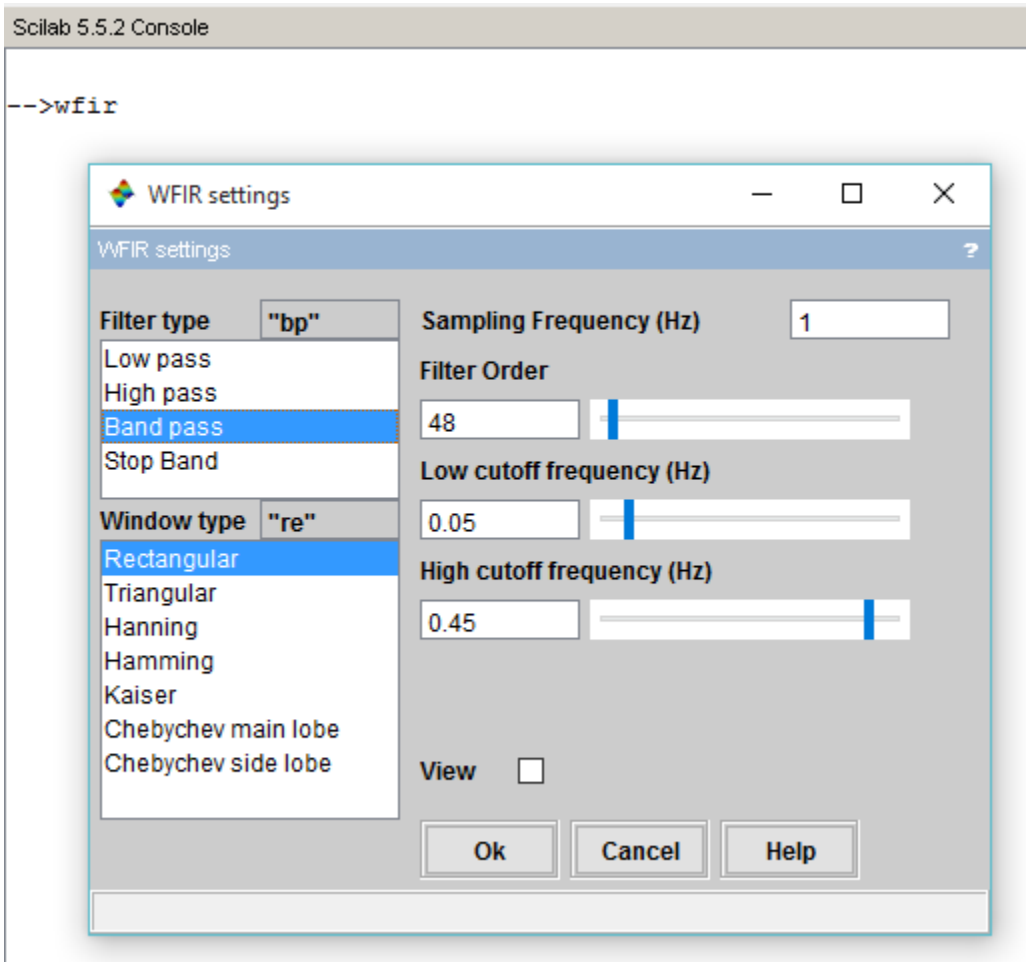 Scilab 5.5.2 Console
-->wfir
WFIR settings
WFIR settings ?
Filter type "bp"
Low pass
High pass
Band pass
Stop Band
Window type "re"
Rectangular
Triangular
Hanning
Hamming
Kaiser
Chebychev main lobe
Chebychev side lobe
Sampling Frequency (Hz) 1
Filter Order
48
Low cutoff frequency (Hz)
0.05
High cutoff frequency (Hz)
0.45
View
Ok Cancel Help